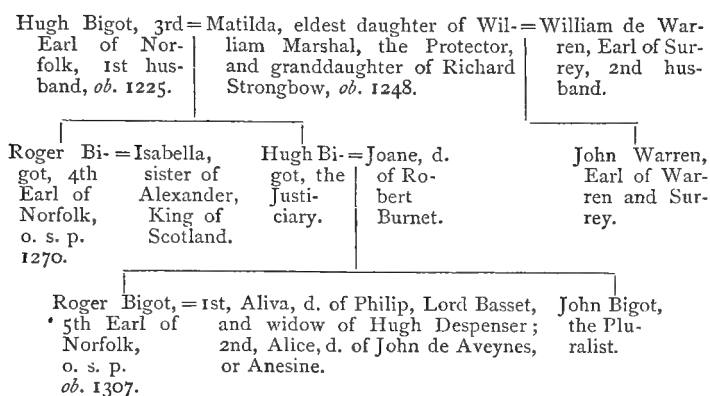 Hugh Bigot, 3rd = Matilda, eldest daughter of Wil- = William de War-
Earl of Nor- liam Marshal, the Protector, ren, Earl of Sur-
folk, 1st hus- and granddaughter of Richard rey, 2nd hus-
band, ob. 1225. Strongbow, ob. 1248. band.
Roger Bi- = Isabella, Hugh Bi- = Joane, d. John Warren,
got, 4th sister of got, the of Ro- Earl of War-
Earl of Alexander, Justi- bert ren and Sur-
Norfolk, King of ciary. Burnet. rey.
o. s. p. Scotland.
1270.
Roger Bigot, = 1st, Aliva, d. of Philip, Lord Basset, John Bigot,
5th Earl of and widow of Hugh Despenser; the Plu-
Norfolk, 2nd, Alice, d. of John de Aveynes, ralist.
o. s. p. or Anesine.
ob. 1307.